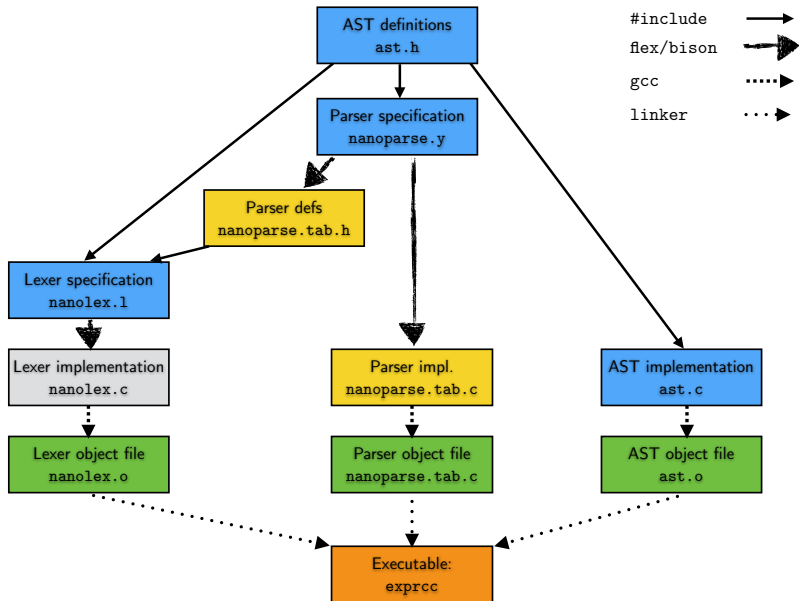 AST definitions
ast.h
#include
flex/bison
gcc
linker
Parser specification
nanoparse.y
Parser defs
nanoparse.tab.h
Lexer specification
nanolex.l
Lexer implementation
nanolex.c
Parser impl.
nanoparse.tab.c
AST implementation
ast.c
Lexer object file
nanolex.o
Parser object file
nanoparse.tab.c
AST object file
ast.o
Executable:
exprcc